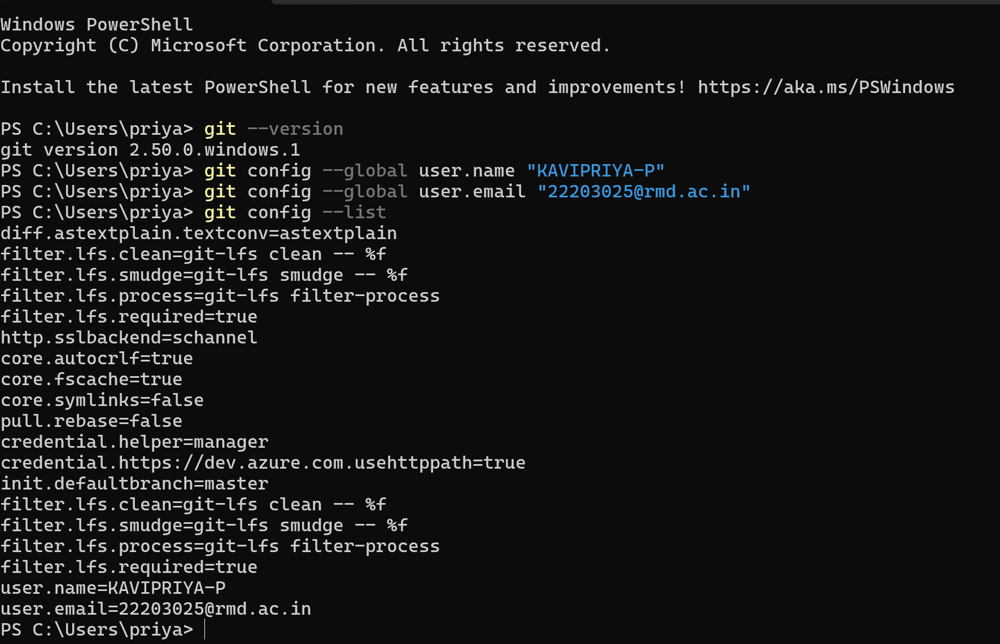 Windows PowerShell
Copyright (C) Microsoft Corporation. All rights reserved.
Install the latest PowerShell for new features and improvements! https://aka.ms/PSWindows
PS C:\Users\priya> git --version
git version 2.50.0.windows.1
PS C:\Users\priya> git config --global user.name "KAVIPRIYA-P"
PS C:\Users\priya> git config --global user.email "22203025@rmd.ac.in"
PS C:\Users\priya> git config --list
diff.astextplain.textconv=astextplain
filter.lfs.clean=git-lfs clean -- %f
filter.lfs.smudge=git-lfs smudge -- %f
filter.lfs.process=git-lfs filter-process
filter.lfs.required=true
http.sslbackend=schannel
core.autocrlf=true
core.fscache=true
core.symlinks=false
pull.rebase=false
credential.helper=manager
credential.https://dev.azure.com.usehttppath=true
init.defaultbranch=master
filter.lfs.clean=git-lfs clean -- %f
filter.lfs.smudge=git-lfs smudge -- %f
filter.lfs.process=git-lfs filter-process
filter.lfs.required=true
user.name=KAVIPRIYA-P
user.email=22203025@rmd.ac.in
PS C:\Users\priya>